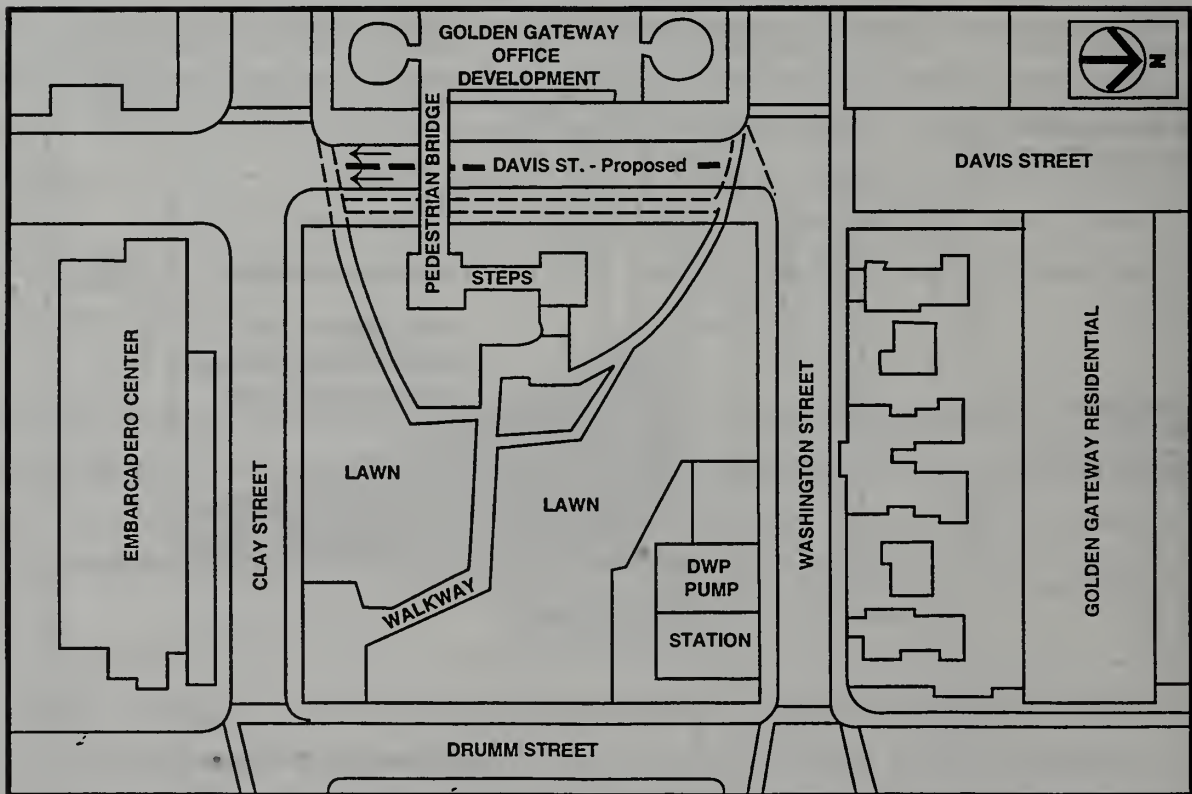 GOLDEN GATEWAY
OFFICE
DEVELOPMENT
N
PEDESTRIAN BRIDGE
DAVIS ST. - Proposed
DAVIS STREET
STEPS
EMBARCADERO CENTER
CLAY STREET
LAWN
LAWN
WALKWAY
DWP
PUMP
STATION
WASHINGTON STREET
GOLDEN GATEWAY RESIDENTIAL
DRUMM STREET